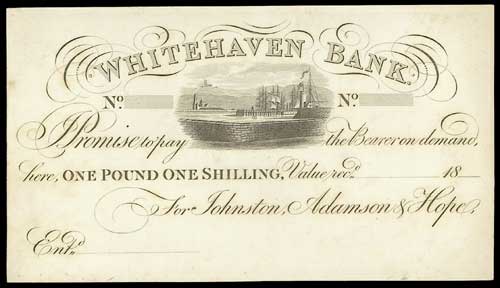 WHITEHAVEN BANK.
No. No.
I Promise to pay the Bearer on demand,
here, ONE POUND ONE SHILLING, Value recd. 18
For Johnston, Adamson & Hope.
Entd.